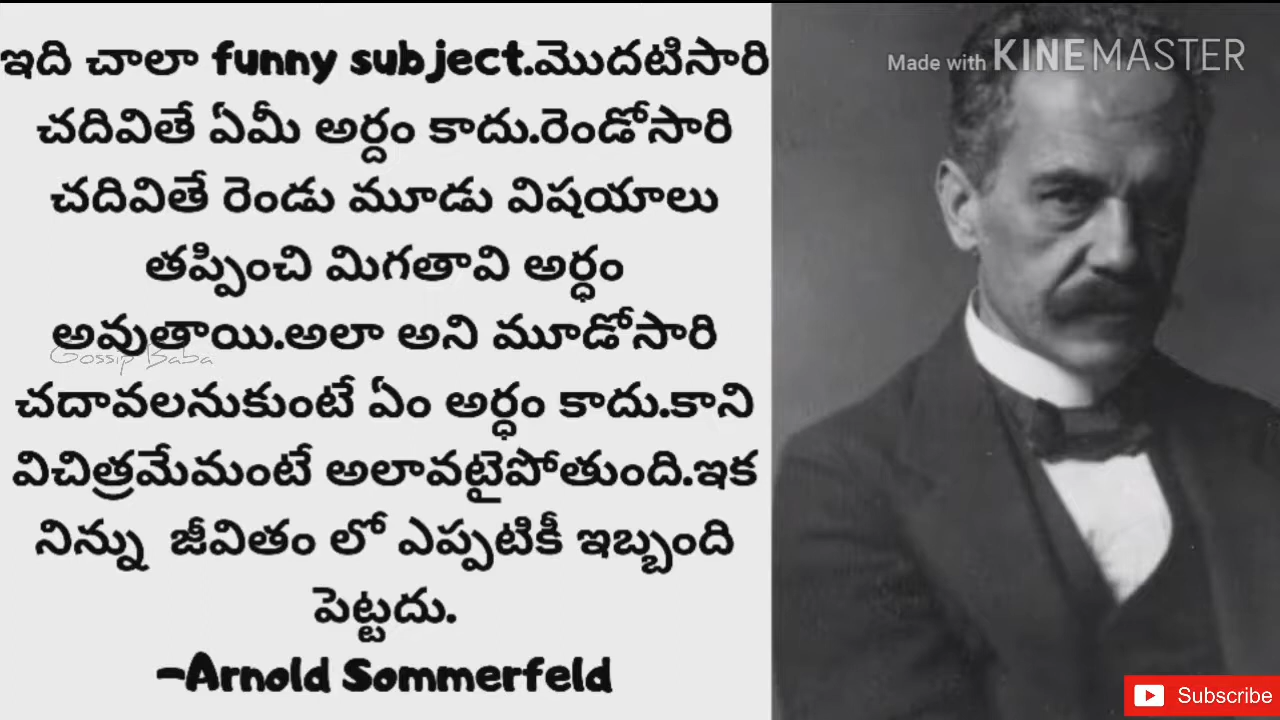 ఇది చాలా funny subject.మొదటిసారి
చదివితే ఏమీ అర్దం కాదు.రెండోసారి
చదివితే రెండు మూడు విషయాలు
తప్పించి మిగతావి అర్ధం
అవుతాయి.అలా అని మూడోసారి
చదావలనుకుంటే ఏం అర్ధం కాదు.కాని
విచిత్రమేమంటే అలావటైపోతుంది.ఇక
నిన్ను జీవితం లో ఎప్పటికీ ఇబ్బంది
పెట్టదు.
-Arnold Sommerfeld
Gossip Baba
Made with KINEMASTER
Subscribe